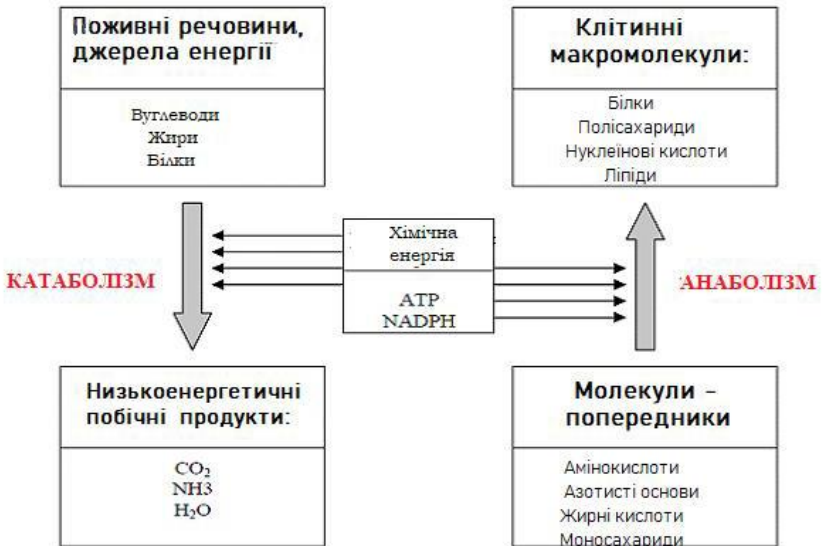 Поживні речовини,
джерела енергії
Вуглеводи
Жири
Білки
Клітинні
макромолекули:
Білки
Полісахариди
Нуклеїнові кислоти
Ліпіди
КАТАБОЛІЗМ
Хімічна
енергія
ATP
NADPH
АНАБОЛІЗМ
Низькоенергетичні
побічні продукти:
CO₂
NH3
H₂O
Молекули –
попередники
Амінокислоти
Азотисті основи
Жирні кислоти
Моносахариди